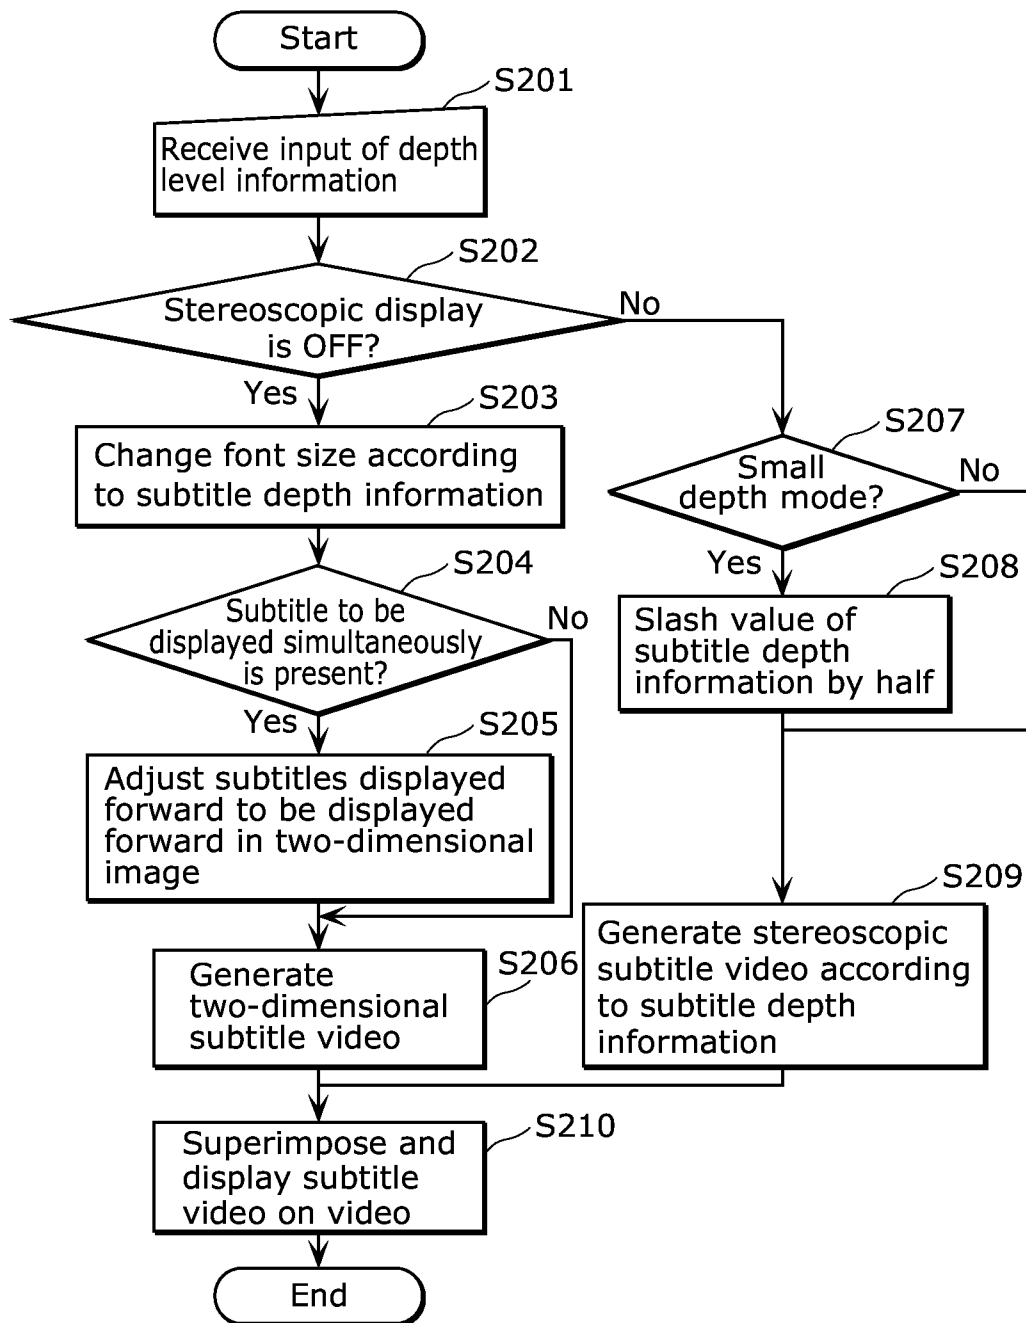 Start
S201
Receive input of depth
level information
S202
Stereoscopic display
is OFF?
No
Yes
S203
Change font size according
to subtitle depth information
S204
Subtitle to be
displayed simultaneously
is present?
No
Yes
S205
Adjust subtitles displayed
forward to be displayed
forward in two-dimensional
image
S206
Generate
two-dimensional
subtitle video
S207
Small
depth mode?
No
Yes
S208
Slash value of
subtitle depth
information by half
S209
Generate stereoscopic
subtitle video according
to subtitle depth
information
S210
Superimpose and
display subtitle
video on video
End